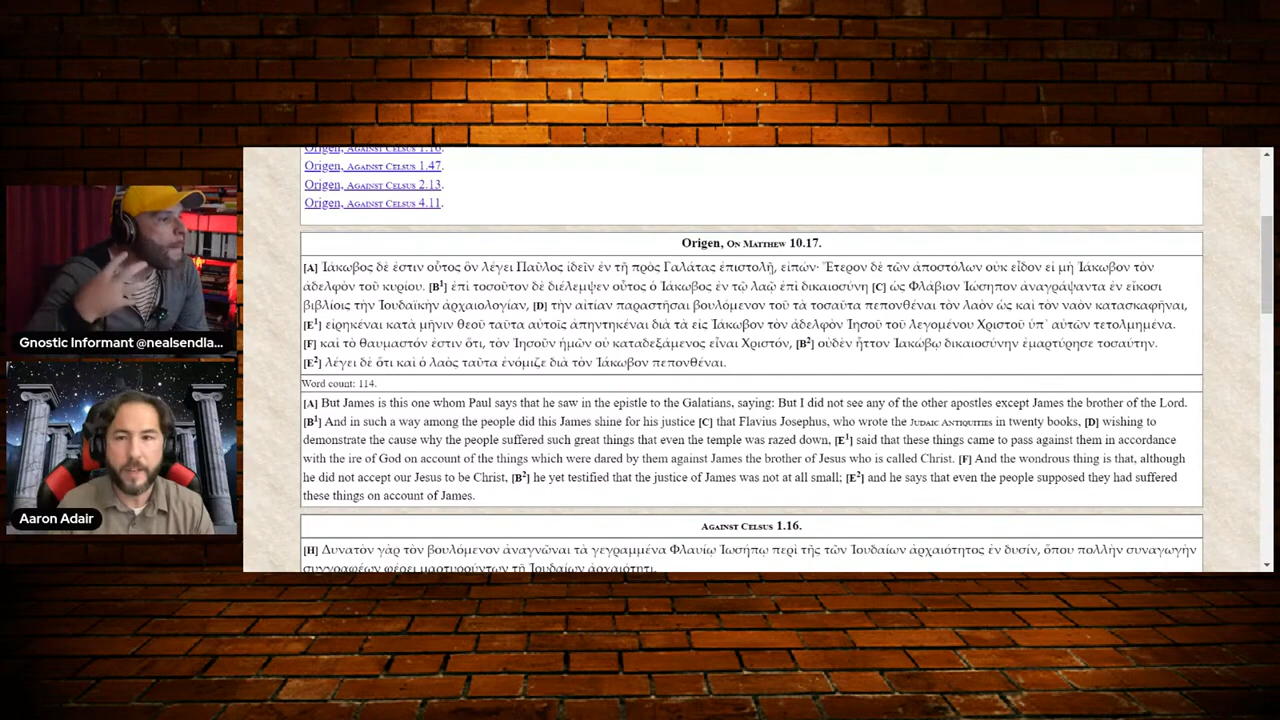 Origen, Against Celsus 1.16.
Origen, Against Celsus 1.47.
Origen, Against Celsus 2.13.
Origen, Against Celsus 4.11.
Origen, On Matthew 10.17.
[A] Ἰάκωβος δέ ἐστιν οὗτος ὃν λέγει Παῦλος ἰδεῖν ἐν τῇ πρὸς Γαλάτας ἐπιστολῇ, εἰπών· Ἕτερον δὲ τῶν ἀποστόλων οὐκ εἶδον εἰ μὴ Ἰάκωβον τὸν
ἀδελφὸν τοῦ κυρίου. [B1] ἐπὶ τοσοῦτον δὲ διέλεμψεν οὗτος ὁ Ἰάκωβος ἐν τῷ λαῷ ἐπὶ δικαιοσύνῃ [C] ὡς Φλάβιον Ἰώσηπον ἀναγράψαντα ἐν εἴκοσι
βιβλίοις τὴν Ἰουδαϊκὴν ἀρχαιολογίαν, [D] τὴν αἰτίαν παραστῆσαι βουλόμενον τοῦ τὰ τοσαῦτα πεπονθέναι τὸν λαὸν ὡς καὶ τὸν ναὸν κατασκαφῆναι,
[E1] εἰρηκέναι κατὰ μῆνιν θεοῦ ταῦτα αὐτοῖς ἀπηντηκέναι διὰ τὰ εἰς Ἰάκωβον τὸν ἀδελφὸν Ἰησοῦ τοῦ λεγομένου Χριστοῦ ὑπ᾽ αὐτῶν τετολμημένα.
[F] καὶ τὸ θαυμαστόν ἐστιν ὅτι, τὸν Ἰησοῦν ἡμῶν οὐ καταδεξάμενος εἶναι Χριστόν, [B2] οὐδὲν ἧττον Ἰακώβῳ δικαιοσύνην ἐμαρτύρησε τοσαύτην.
[E2] λέγει δὲ ὅτι καὶ ὁ λαὸς ταῦτα ἐνόμιζε διὰ τὸν Ἰάκωβον πεπονθέναι.
Word count: 114.
[A] But James is this one whom Paul says that he saw in the epistle to the Galatians, saying: But I did not see any of the other apostles except James the brother of the Lord.
[B1] And in such a way among the people did this James shine for his justice [C] that Flavius Josephus, who wrote the Judaic Antiquities in twenty books, [D] wishing to
demonstrate the cause why the people suffered such great things that even the temple was razed down, [E1] said that these things came to pass against them in accordance
with the ire of God on account of the things which were dared by them against James the brother of Jesus who is called Christ. [F] And the wondrous thing is that, although
he did not accept our Jesus to be Christ, [B2] he yet testified that the justice of James was not at all small; [E2] and he says that even the people supposed they had suffered
these things on account of James.
Against Celsus 1.16.
[H] Δυνατὸν γὰρ τὸν βουλόμενον ἀναγνῶναι τὰ γεγραμμένα Φλαυίῳ Ἰωσήπῳ περὶ τῆς τῶν Ἰουδαίων ἀρχαιότητος ἐν δυσίν, ὅπου πολλὴν συναγωγὴν
συγγραφέων φέρει μαρτυρούντων τῇ Ἰουδαίων ἀρχαιότητι.
Gnostic Informant @nealsendla...
Aaron Adair